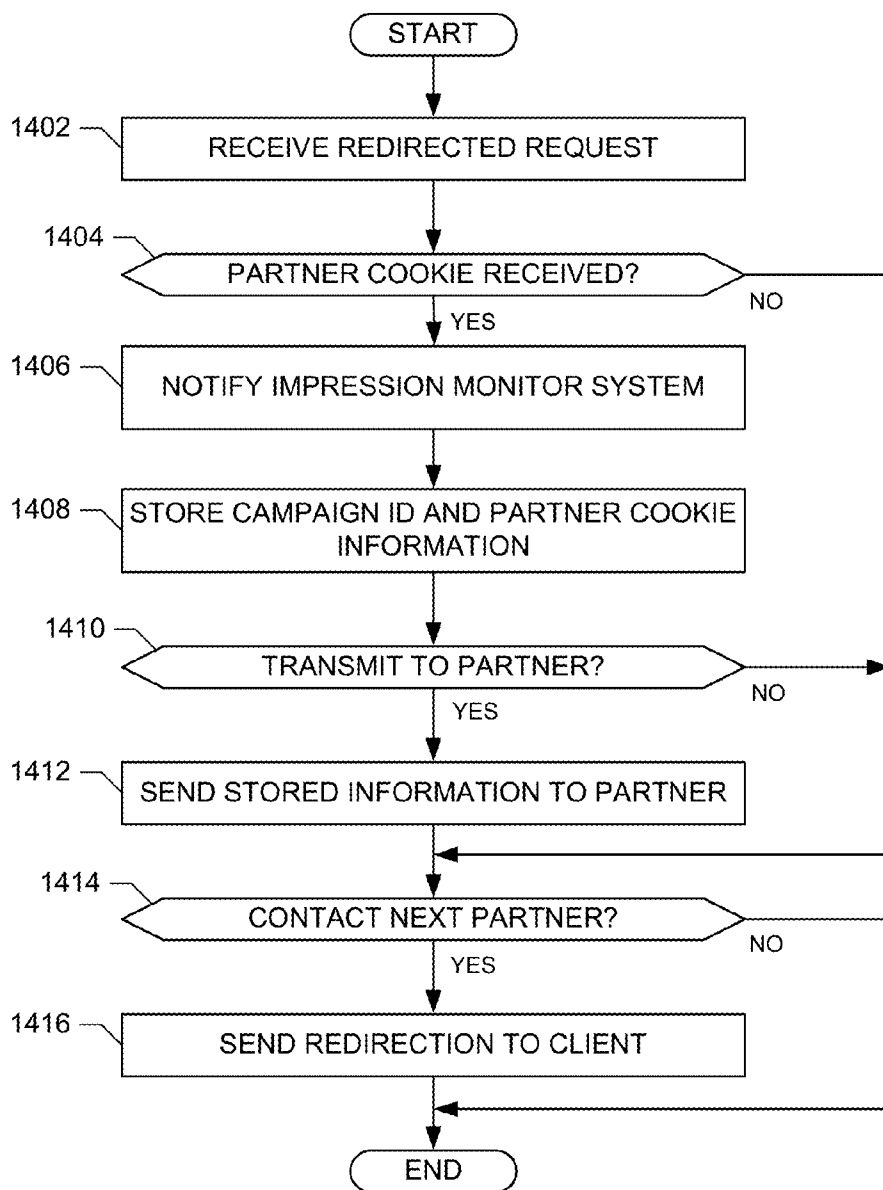 START
1402
RECEIVE REDIRECTED REQUEST
1404
PARTNER COOKIE RECEIVED?
NO
YES
1406
NOTIFY IMPRESSION MONITOR SYSTEM
1408
STORE CAMPAIGN ID AND PARTNER COOKIE
INFORMATION
1410
TRANSMIT TO PARTNER?
NO
YES
1412
SEND STORED INFORMATION TO PARTNER
1414
CONTACT NEXT PARTNER?
NO
YES
1416
SEND REDIRECTION TO CLIENT
END